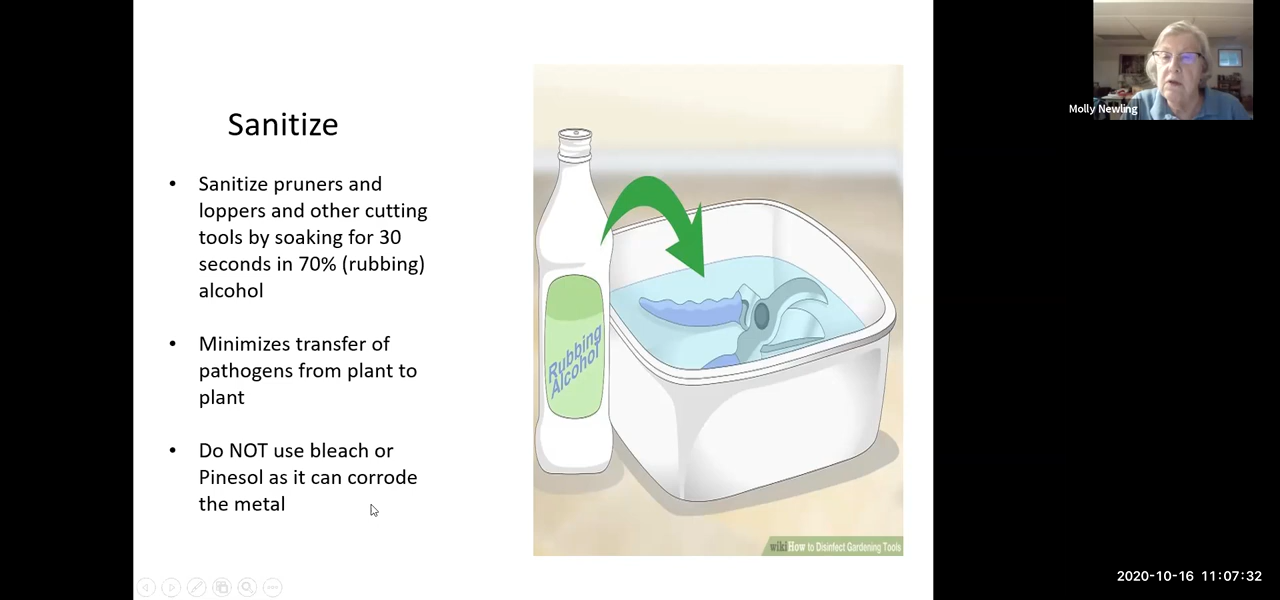 Sanitize
• Sanitize pruners and
loppers and other cutting
tools by soaking for 30
seconds in 70% (rubbing)
alcohol
• Minimizes transfer of
pathogens from plant to
plant
• Do NOT use bleach or
Pinesol as it can corrode
the metal
Rubbing
Alcohol
wikiHow to Disinfect Gardening Tools
Molly Newling
2020-10-16 11:07:32